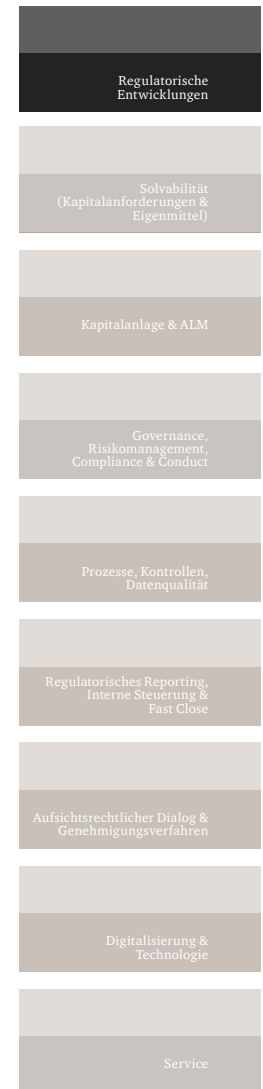 Regulatorische
Entwicklungen
Solvabilität
(Kapitalanforderungen &
Eigenmittel)
Kapitalanlage & ALM
Governance,
Risikomanagement,
Compliance & Conduct
Prozesse, Kontrollen,
Datenqualität
Regulatorisches Reporting,
Interne Steuerung &
Fast Close
Aufsichtsrechtlicher Dialog &
Genehmigungsverfahren
Digitalisierung &
Technologie
Service